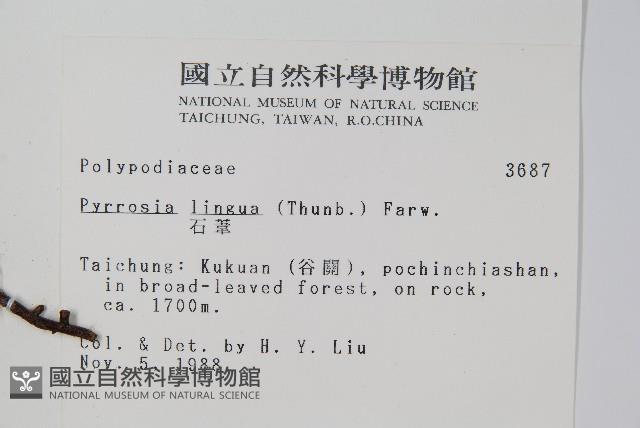 國立自然科學博物館
NATIONAL MUSEUM OF NATURAL SCIENCE
TAICHUNG, TAIWAN, R.O.CHINA
Polypodiaceae 3687
Pyrrosia lingua (Thunb.) Farw.
石葦
Taichung: Kukuan (谷關), pochinchiashan,
in broad-leaved forest, on rock,
ca. 1700m.
Col. & Det. by H. Y. Liu
Nov. 5, 1988
國立自然科學博物館
NATIONAL MUSEUM OF NATURAL SCIENCE